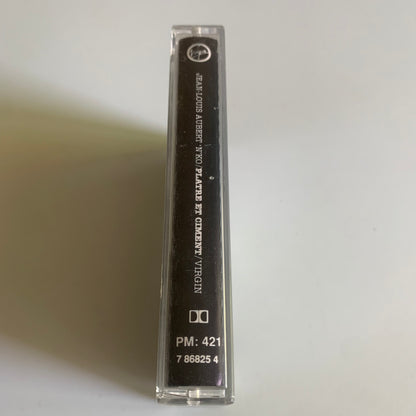 JEAN-LOUIS AUBERT 'N'KO/PLATRE ET CIMENT/VIRGIN
PM: 421
7 86825 4